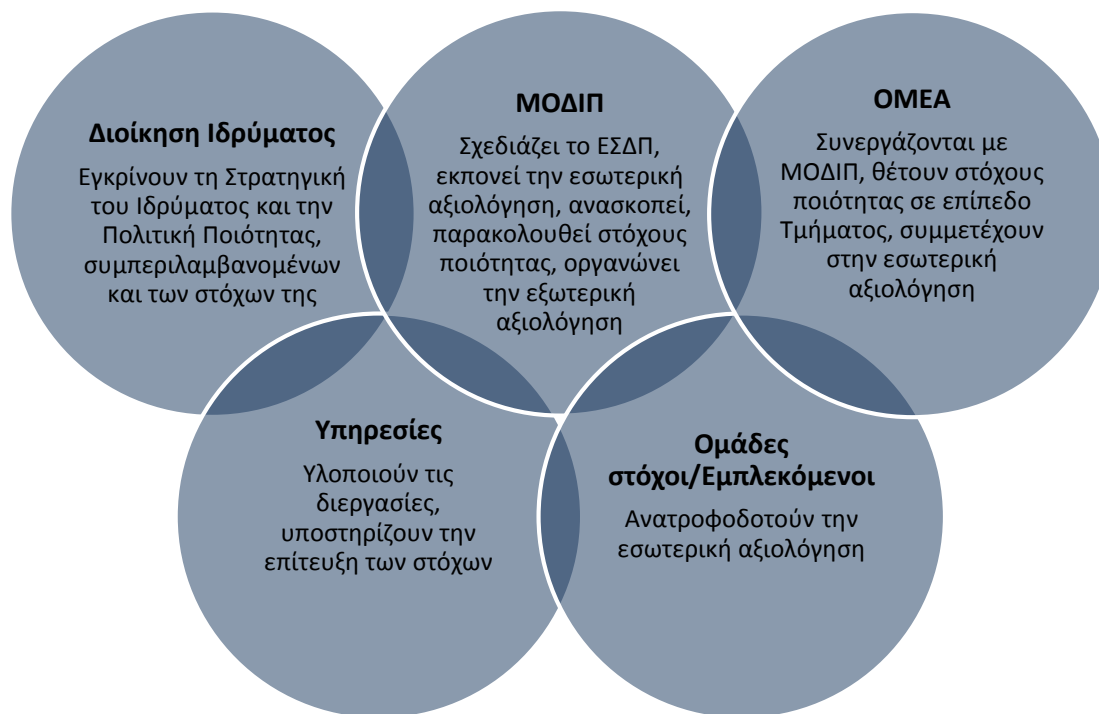 Διοίκηση Ιδρύματος
Εγκρίνουν τη Στρατηγική
του Ιδρύματος και την
Πολιτική Ποιότητας,
συμπεριλαμβανομένων
και των στόχων της
ΜΟΔΙΠ
Σχεδιάζει το ΕΣΔΠ,
εκπονεί την εσωτερική
αξιολόγηση, ανασκοπεί,
παρακολουθεί στόχους
ποιότητας, οργανώνει
την εξωτερική
αξιολόγηση
ΟΜΕΑ
Συνεργάζονται με
ΜΟΔΙΠ, θέτουν στόχους
ποιότητας σε επίπεδο
Τμήματος, συμμετέχουν
στην εσωτερική
αξιολόγηση
Υπηρεσίες
Υλοποιούν τις
διεργασίες,
υποστηρίζουν την
επίτευξη των στόχων
Ομάδες
στόχοι/Εμπλεκόμενοι
Ανατροφοδοτούν την
εσωτερική αξιολόγηση